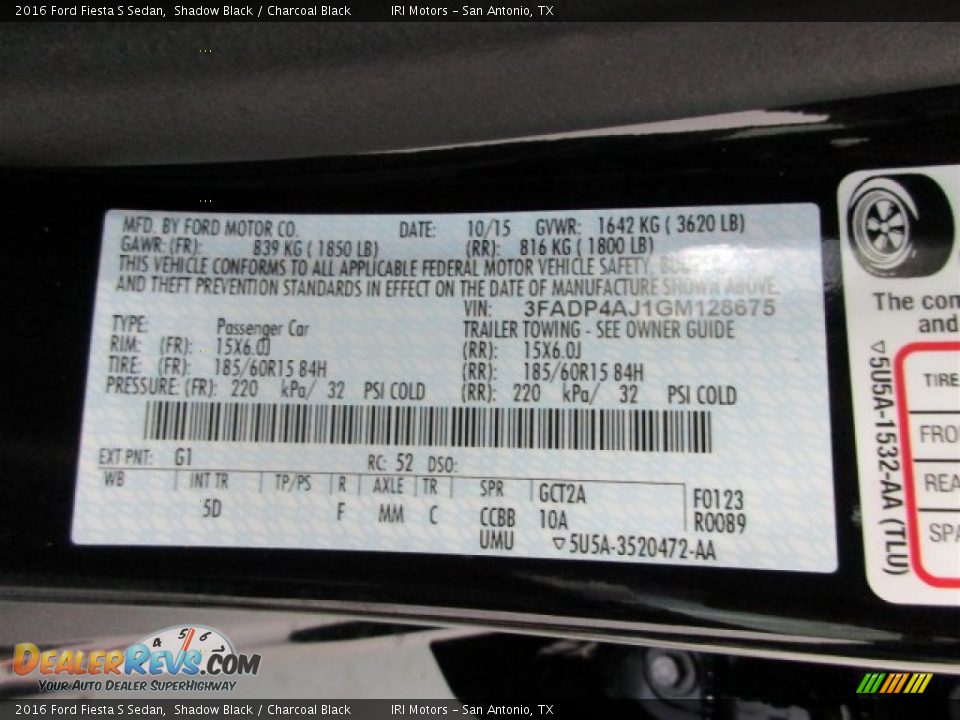 2016 Ford Fiesta S Sedan, Shadow Black / Charcoal Black IRI Motors - San Antonio, TX
MFD. BY FORD MOTOR CO. DATE: 10/15 GVWR: 1642 KG ( 3620 LB)
GAWR: (FR): 839 KG ( 1850 LB) (RR): 816 KG ( 1800 LB)
THIS VEHICLE CONFORMS TO ALL APPLICABLE FEDERAL MOTOR VEHICLE SAFETY,
AND THEFT PREVENTION STANDARDS IN EFFECT ON THE DATE OF MANUFACTURE SHOWN ABOVE.
VIN: 3FADP4AJ1GM128675
TYPE: Passenger Car TRAILER TOWING - SEE OWNER GUIDE
RIM: (FR): 15X6.0J (RR): 15X6.0J
TIRE: (FR): 185/60R15 84H (RR): 185/60R15 84H
PRESSURE: (FR): 220 kPa/ 32 PSI COLD (RR): 220 kPa/ 32 PSI COLD
EXT PNT: G1 RC: 52 DSO:
WB INT TR TP/PS R AXLE TR SPR GCT2A F0123
5D F MM C CCBB 10A R0089
UMU ▽5U5A-3520472-AA
The con
and
▽5U5A-1532-AA (TLU)
TIRE
FRO
REA
SPA
4 5 6 7
DealerRevs.com
Your Auto Dealer SuperHighway
2016 Ford Fiesta S Sedan, Shadow Black / Charcoal Black IRI Motors - San Antonio, TX